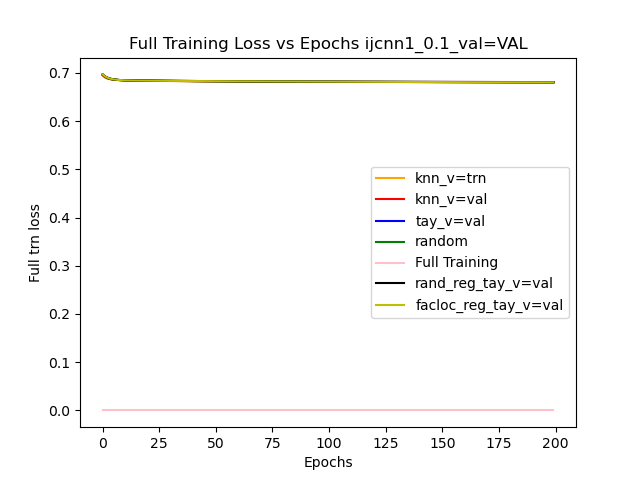 Full Training Loss vs Epochs ijcnn1_0.1_val=VAL
0.7
0.6
0.5
0.4
0.3
0.2
0.1
0.0
Full trn loss
knn_v=trn
knn_v=val
tay_v=val
random
Full Training
rand_reg_tay_v=val
facloc_reg_tay_v=val
0 25 50 75 100 125 150 175 200
Epochs